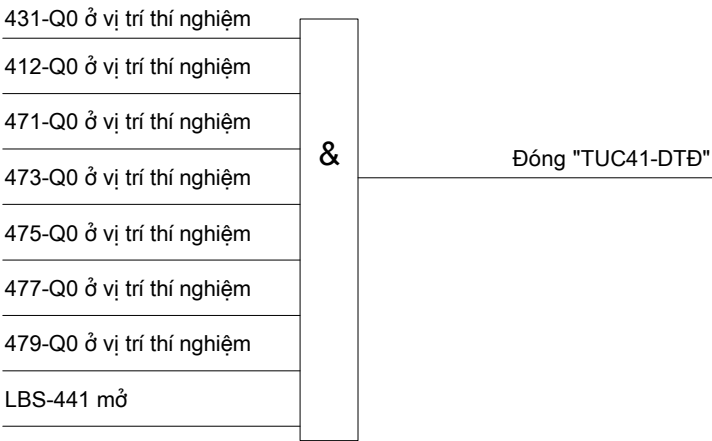 431-Q0 ở vị trí thí nghiệm
412-Q0 ở vị trí thí nghiệm
471-Q0 ở vị trí thí nghiệm
473-Q0 ở vị trí thí nghiệm
475-Q0 ở vị trí thí nghiệm
477-Q0 ở vị trí thí nghiệm
479-Q0 ở vị trí thí nghiệm
LBS-441 mở
&
Đóng "TUC41-DTĐ"